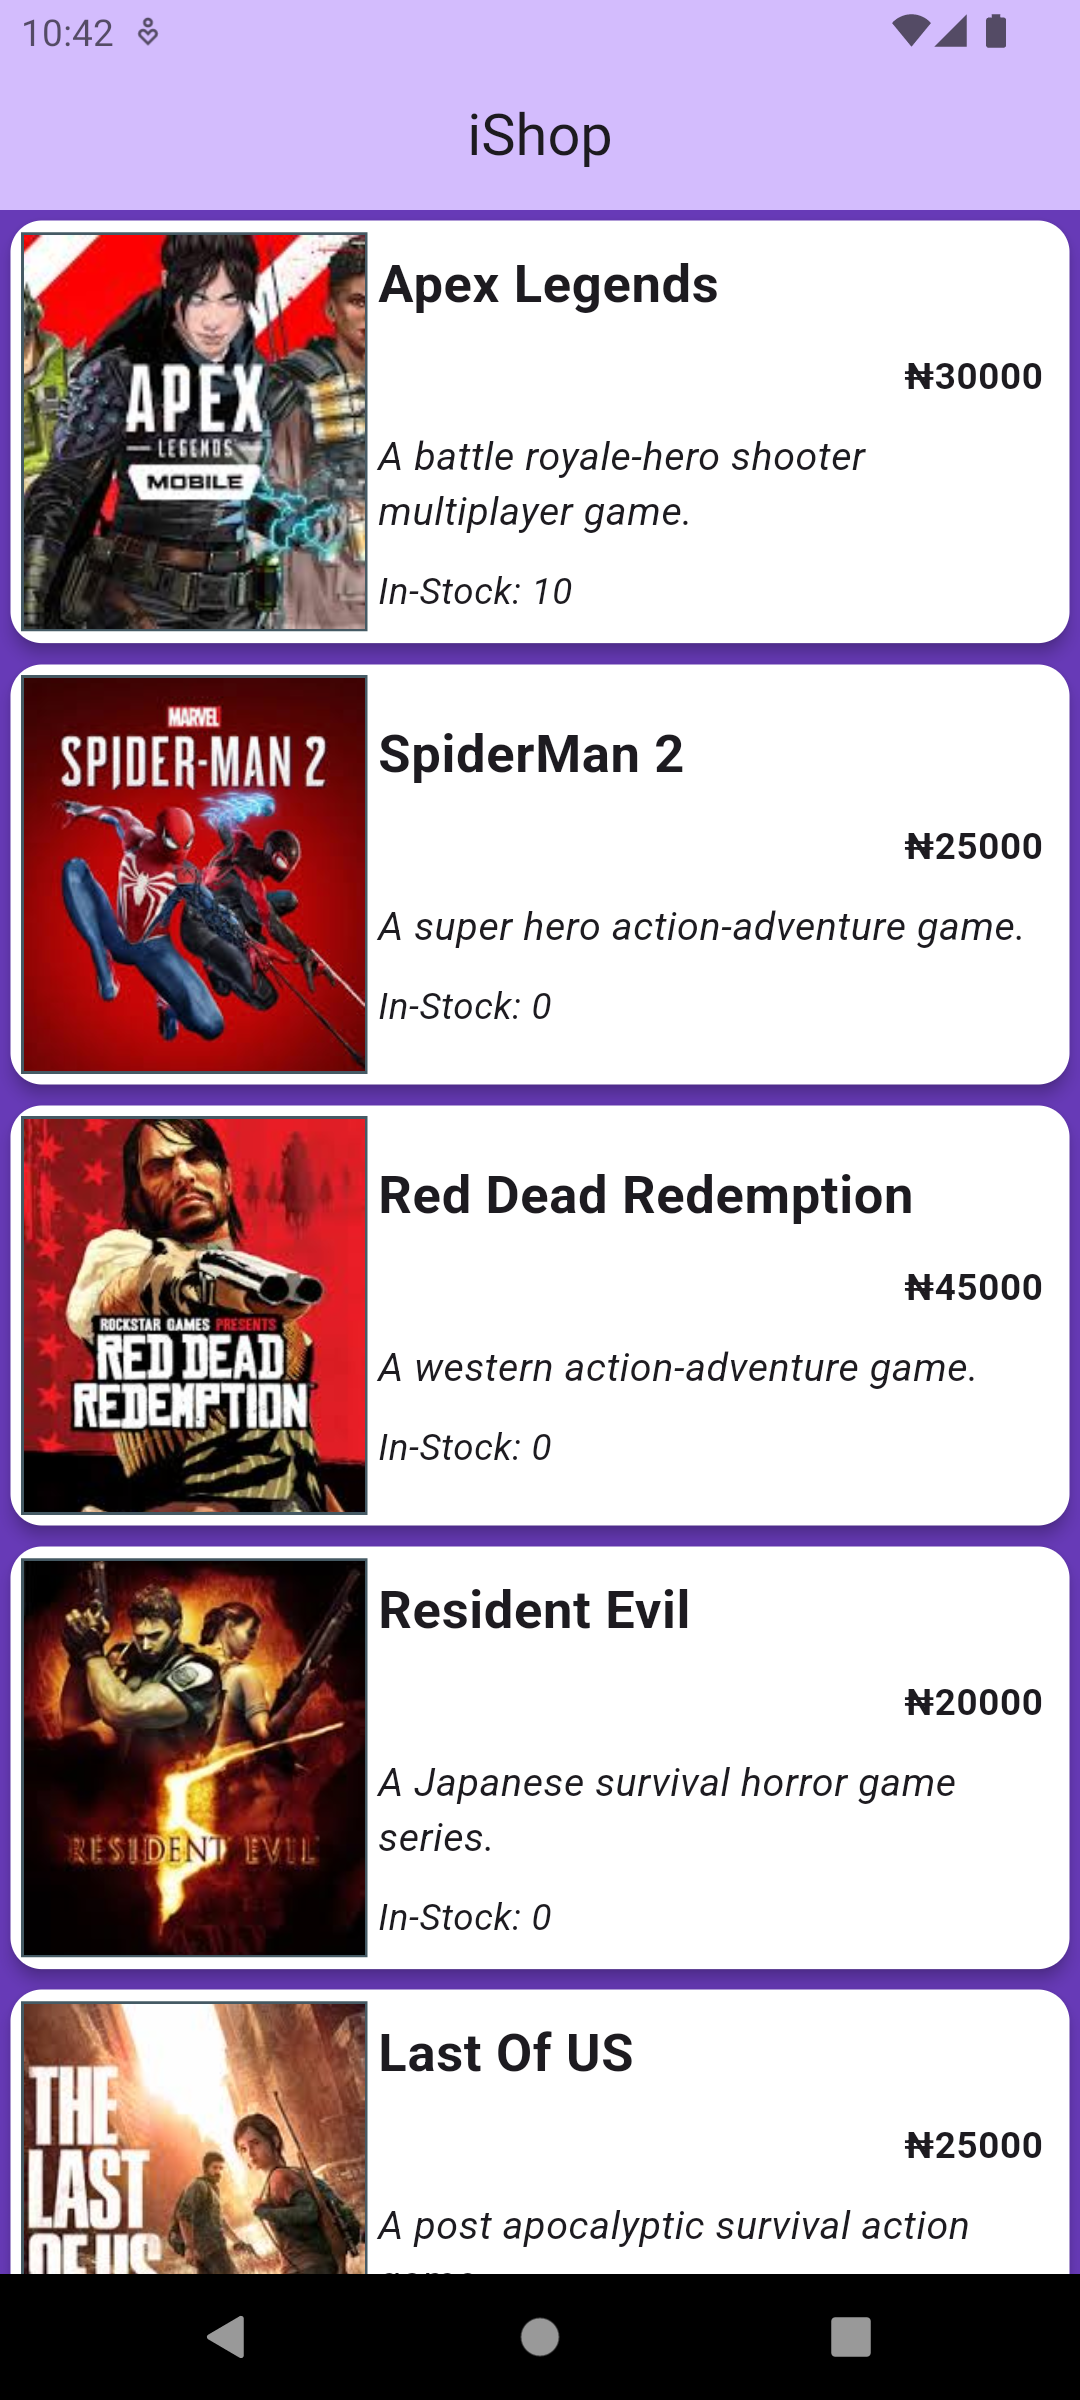 10:42
iShop
APEX
LEGENDS
MOBILE
Apex Legends
₦30000
A battle royale-hero shooter
multiplayer game.
In-Stock: 10
MARVEL
SPIDER-MAN 2
SpiderMan 2
₦25000
A super hero action-adventure game.
In-Stock: 0
ROCKSTAR GAMES PRESENTS
RED DEAD
REDEMPTION
Red Dead Redemption
₦45000
A western action-adventure game.
In-Stock: 0
5
RESIDENT EVIL
Resident Evil
₦20000
A Japanese survival horror game
series.
In-Stock: 0
THE
LAST
OF US
Last Of US
₦25000
A post apocalyptic survival action